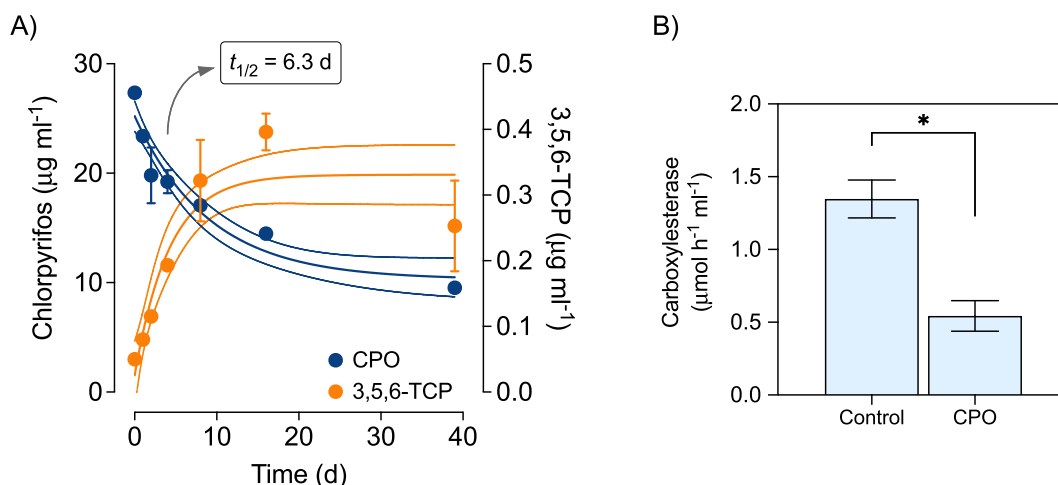 A)
t1/2 = 6.3 d
Chlorpyrifos (µg ml⁻¹)
30
20
10
0
0.5
0.4
0.3
0.2
0.1
0.0
3,5,6-TCP (µg ml⁻¹)
CPO
3,5,6-TCP
0 10 20 30 40
Time (d)
B)
Carboxylesterase
(µmol h⁻¹ ml⁻¹)
2.0
1.5
1.0
0.5
0.0
*
Control CPO